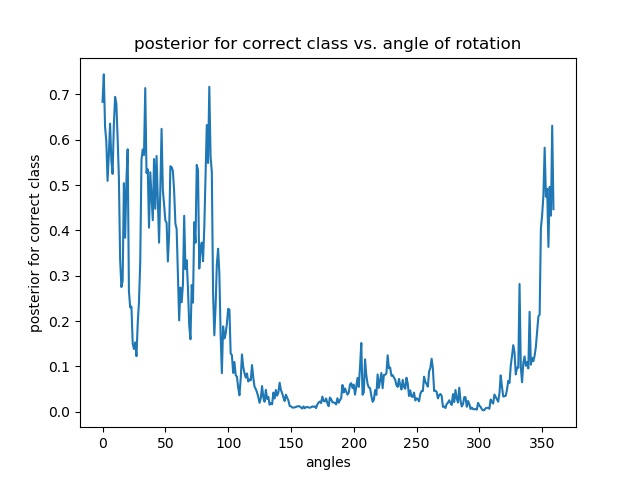 posterior for correct class vs. angle of rotation
0.7
0.6
0.5
0.4
0.3
0.2
0.1
0.0
posterior for correct class
0 50 100 150 200 250 300 350
angles